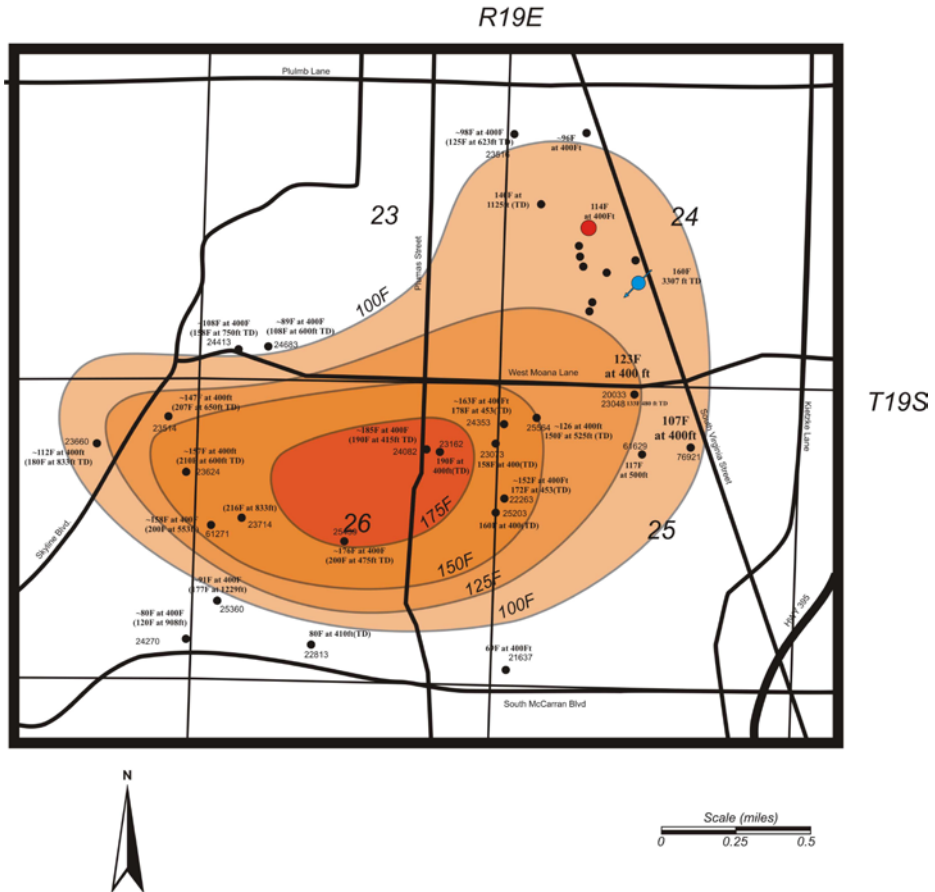 R19E
Plulmb Lane
~98F at 400F
(125F at 623ft TD)
23514
~96F
at 400Ft
23
24
140F at
1125ft (TD)
114F
at 400Ft
Plumas Street
160F
3307 ft TD
100F
~108F at 400F
(158F at 750ft TD)
24413
~89F at 400F
(108F at 600ft TD)
24683
West Moana Lane
123F
at 400 ft
20033
23048
133F 480 ft TD
T19S
~147F at 400ft
(207F at 650ft TD)
23514
~163F at 400Ft
178F at 453(TD)
24353
25564
~126 at 400ft
150F at 525ft (TD)
107F
at 400ft
South Virginia Street
Kietzke Lane
23660
~112F at 400ft
(180F at 833ft TD)
~185F at 400F
(190F at 415ft TD)
24082
23162
190F at
400ft(TD)
23073
158F at 400(TD)
61629
117F
at 500ft
76921
~157F at 400ft
(210F at 600ft TD)
23624
~152F at 400Ft
172F at 453(TD)
22263
25203
160F at 400(TD)
(216F at 833ft)
23714
~158F at 400F
(200F at 553ft)
61271
26
175F
25
~176F at 400F
(200F at 475ft TD)
Skyline Blvd.
150F
125F
100F
~91F at 400F
(177F at 1229ft)
25360
~80F at 400F
(120F at 908ft)
24270
80F at 410ft(TD)
22813
at 400Ft
21637
HWY 395
South McCarran Blvd
N
Scale (miles)
0 0.25 0.5